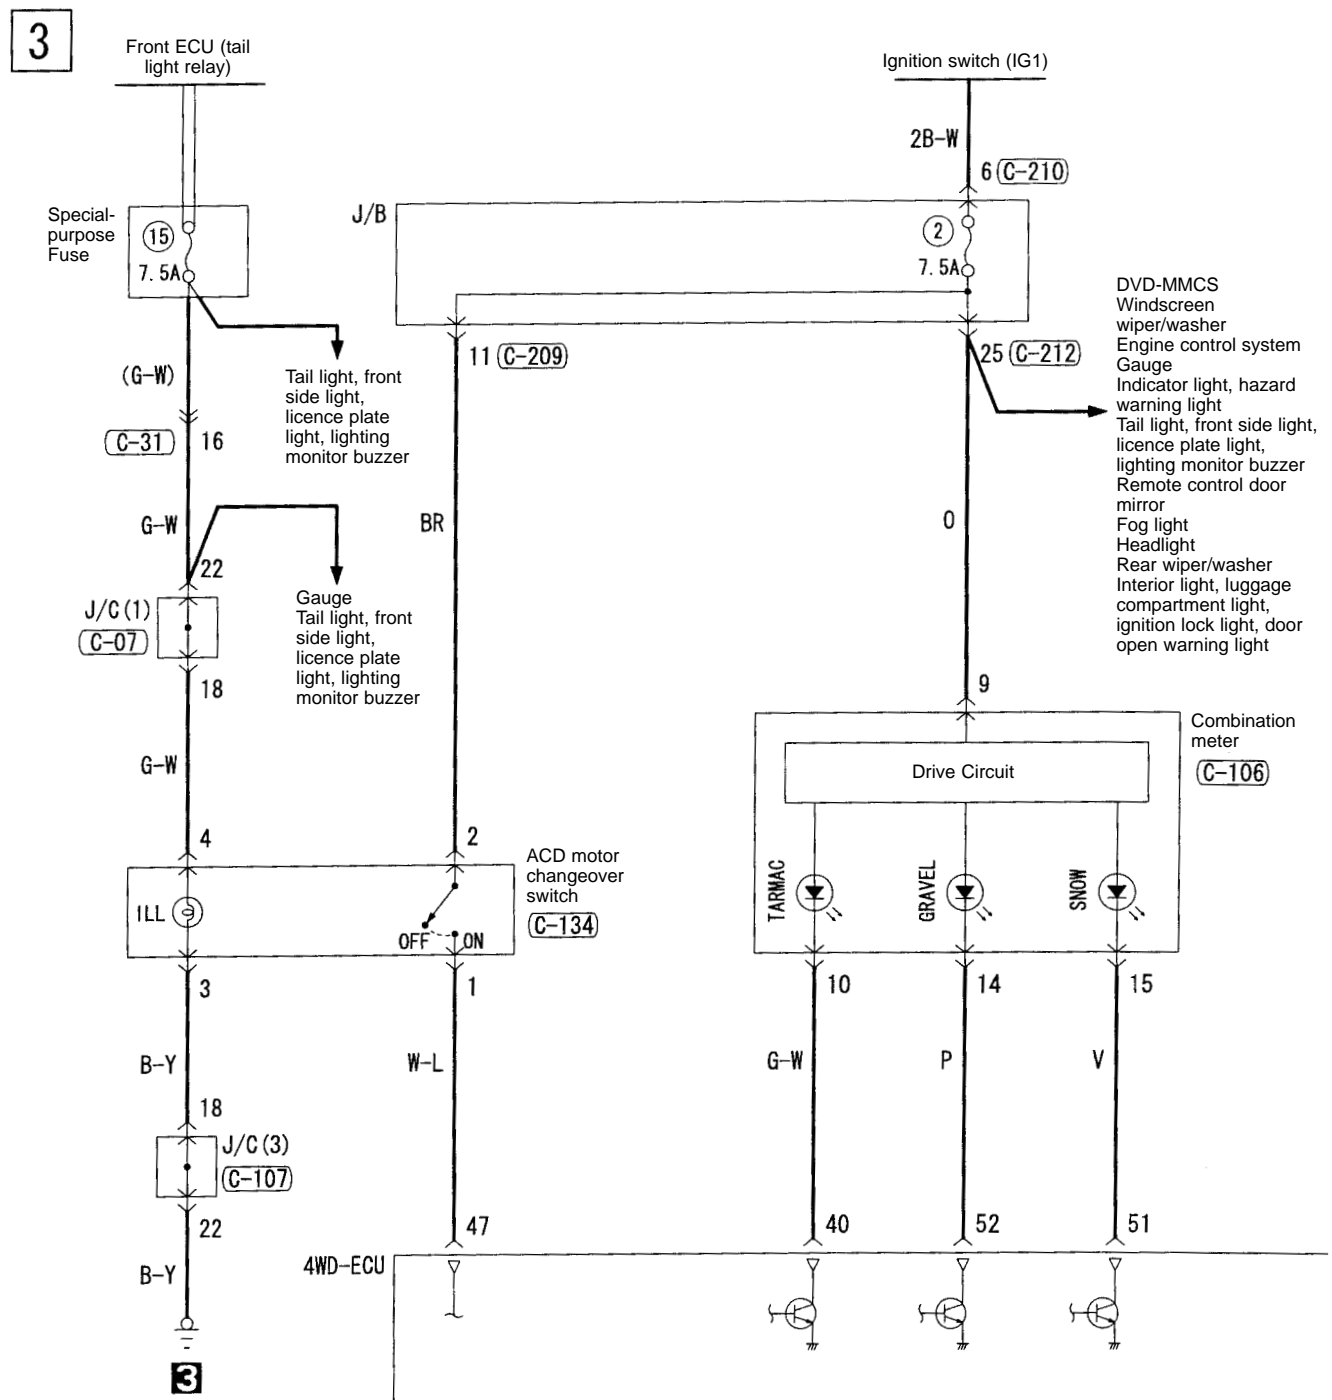 3
Front ECU (tail
light relay)
Ignition switch (IG1)
2B-W
6 C-210
Special-
purpose
Fuse
15
7.5A
J/B
2
7.5A
DVD-MMCS
Windscreen
wiper/washer
Engine control system
Gauge
Indicator light, hazard
warning light
Tail light, front side light,
licence plate light,
lighting monitor buzzer
Remote control door
mirror
Fog light
Headlight
Rear wiper/washer
Interior light, luggage
compartment light,
ignition lock light, door
open warning light
11 C-209
25 C-212
(G-W)
Tail light, front
side light,
licence plate
light, lighting
monitor buzzer
C-31 16
G-W
BR
O
22
J/C(1)
C-07
Gauge
Tail light, front
side light,
licence plate
light, lighting
monitor buzzer
18
9
Combination
meter
C-106
Drive Circuit
G-W
4
2
ACD motor
changeover
switch
C-134
ILL
OFF ON
TARMAC
GRAVEL
SNOW
3
1
10
14
15
B-Y
W-L
G-W
P
V
18
J/C(3)
C-107
22
47
40
52
51
B-Y
4WD-ECU
3